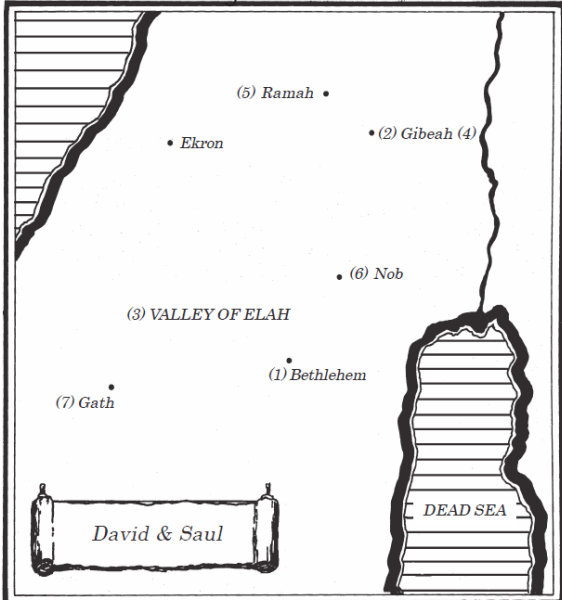 (5) Ramah
(2) Gibeah (4)
Ekron
(6) Nob
(3) VALLEY OF ELAH
(1) Bethlehem
(7) Gath
DEAD SEA
David & Saul